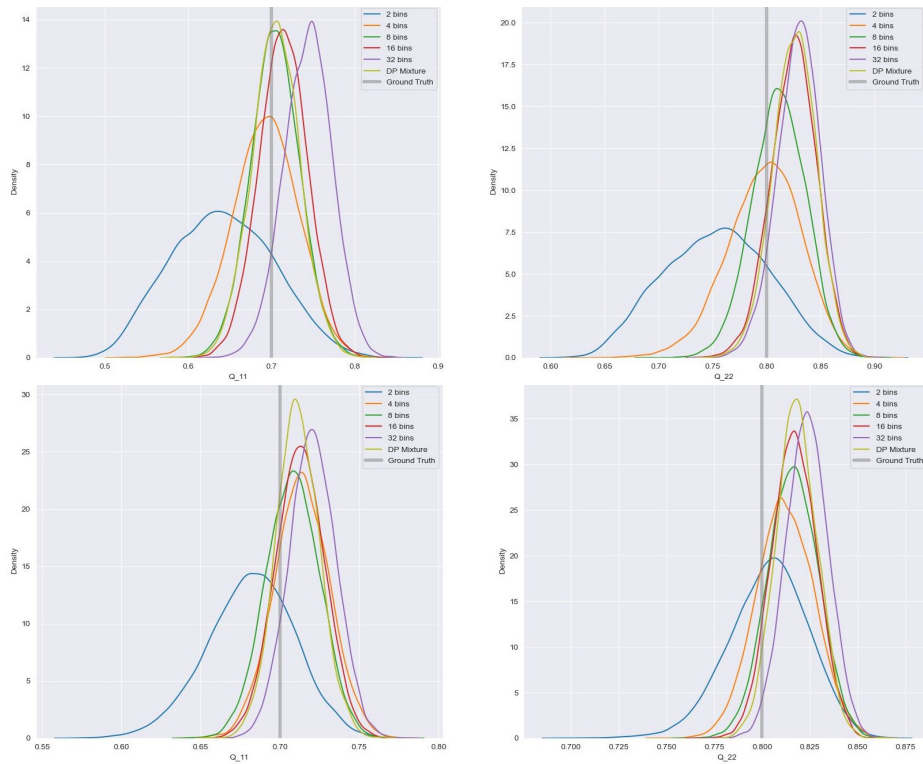 14
12
10
8
6
4
2
0
Density
0.5 0.6 0.7 0.8 0.9
Q_11
2 bins
4 bins
8 bins
16 bins
32 bins
DP Mixture
Ground Truth
20.0
17.5
15.0
12.5
10.0
7.5
5.0
2.5
0.0
Density
0.60 0.65 0.70 0.75 0.80 0.85 0.90
Q_22
2 bins
4 bins
8 bins
16 bins
32 bins
DP Mixture
Ground Truth
30
25
20
15
10
5
0
Density
0.55 0.60 0.65 0.70 0.75 0.80
Q_11
2 bins
4 bins
8 bins
16 bins
32 bins
DP Mixture
Ground Truth
35
30
25
20
15
10
5
0
Density
0.700 0.725 0.750 0.775 0.800 0.825 0.850 0.875
Q_22
2 bins
4 bins
8 bins
16 bins
32 bins
DP Mixture
Ground Truth